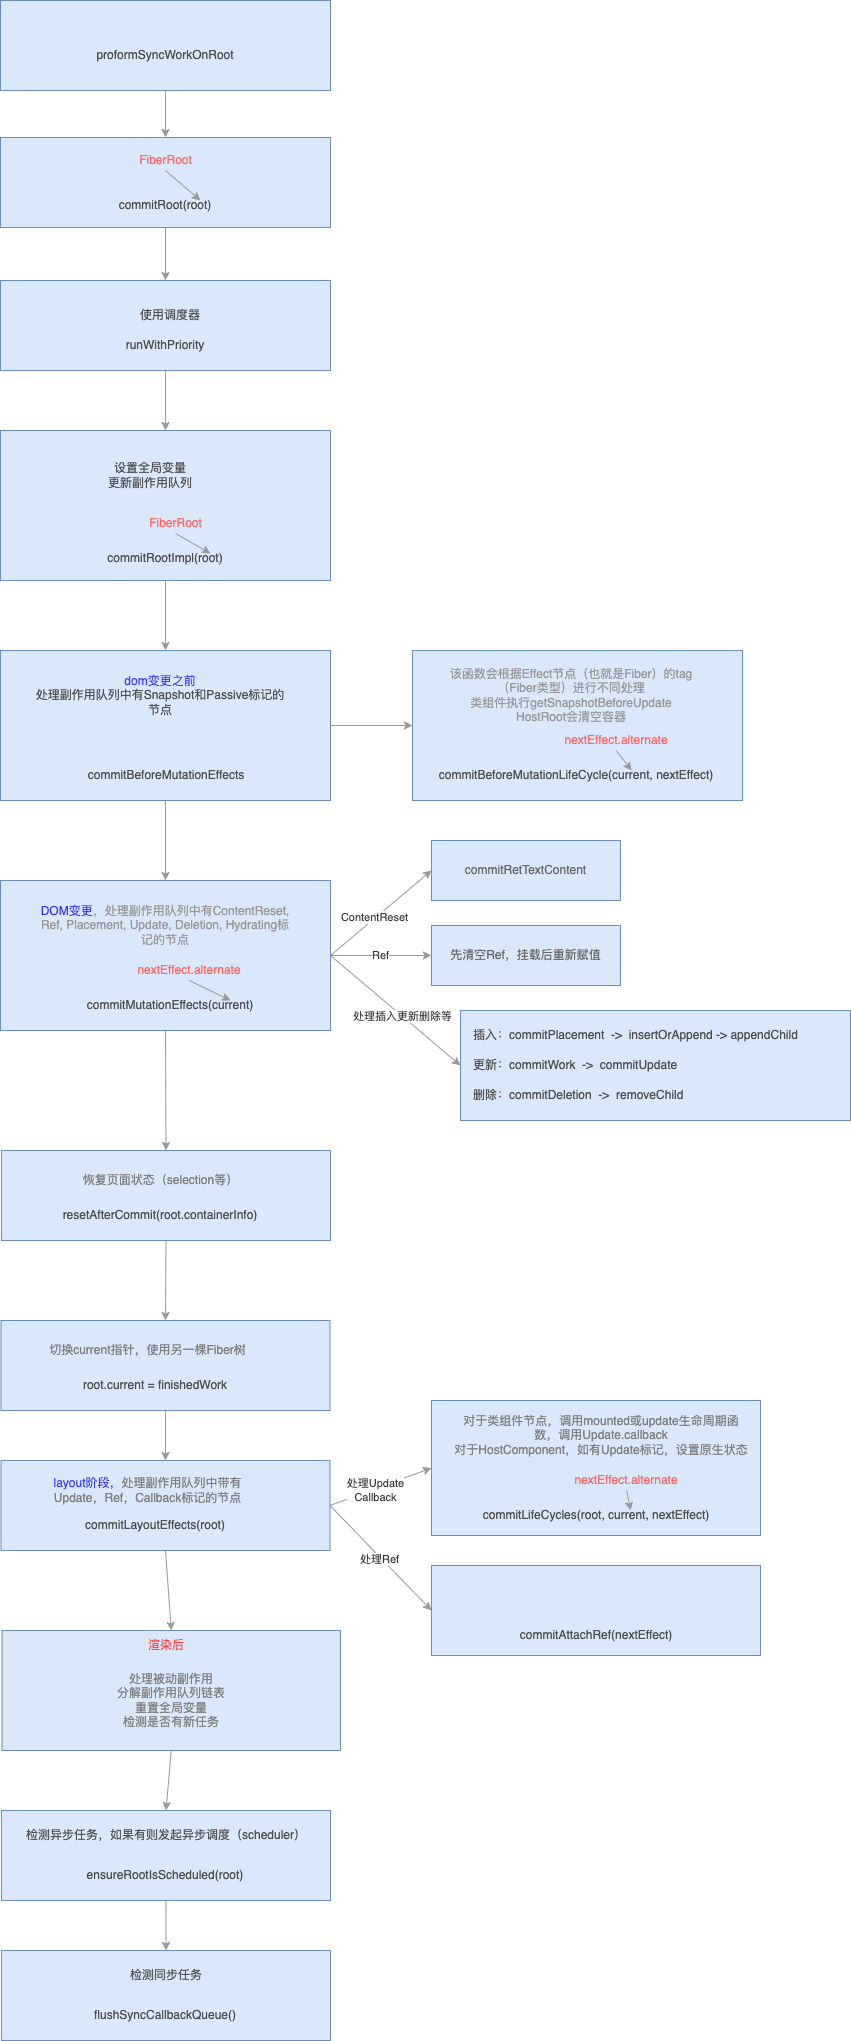 proformSyncWorkOnRoot
FiberRoot
commitRoot(root)
使用调度器
runWithPriority
设置全局变量
更新副作用队列
FiberRoot
commitRootImpl(root)
dom变更之前
处理副作用队列中有Snapshot和Passive标记的
节点
commitBeforeMutationEffects
该函数会根据Effect节点（也就是Fiber）的tag
（Fiber类型）进行不同处理
类组件执行getSnapshotBeforeUpdate
HostRoot会清空容器
nextEffect.alternate
commitBeforeMutationLifeCycle(current, nextEffect)
DOM变更，处理副作用队列中有ContentReset,
Ref, Placement, Update, Deletion, Hydrating标
记的节点
nextEffect.alternate
commitMutationEffects(current)
ContentReset
commitRetTextContent
Ref
先清空Ref，挂载后重新赋值
处理插入更新删除等
插入：commitPlacement -> insertOrAppend -> appendChild
更新：commitWork -> commitUpdate
删除：commitDeletion -> removeChild
恢复页面状态（selection等）
resetAfterCommit(root.containerInfo)
切换current指针，使用另一棵Fiber树
root.current = finishedWork
layout阶段，处理副作用队列中带有
Update，Ref，Callback标记的节点
commitLayoutEffects(root)
处理Update
Callback
对于类组件节点，调用mounted或update生命周期函
数，调用Update.callback
对于HostComponent，如有Update标记，设置原生状态
nextEffect.alternate
commitLifeCycles(root, current, nextEffect)
处理Ref
commitAttachRef(nextEffect)
渲染后
处理被动副作用
分解副作用队列链表
重置全局变量
检测是否有新任务
检测异步任务，如果有则发起异步调度（scheduler）
ensureRootIsScheduled(root)
检测同步任务
flushSyncCallbackQueue()